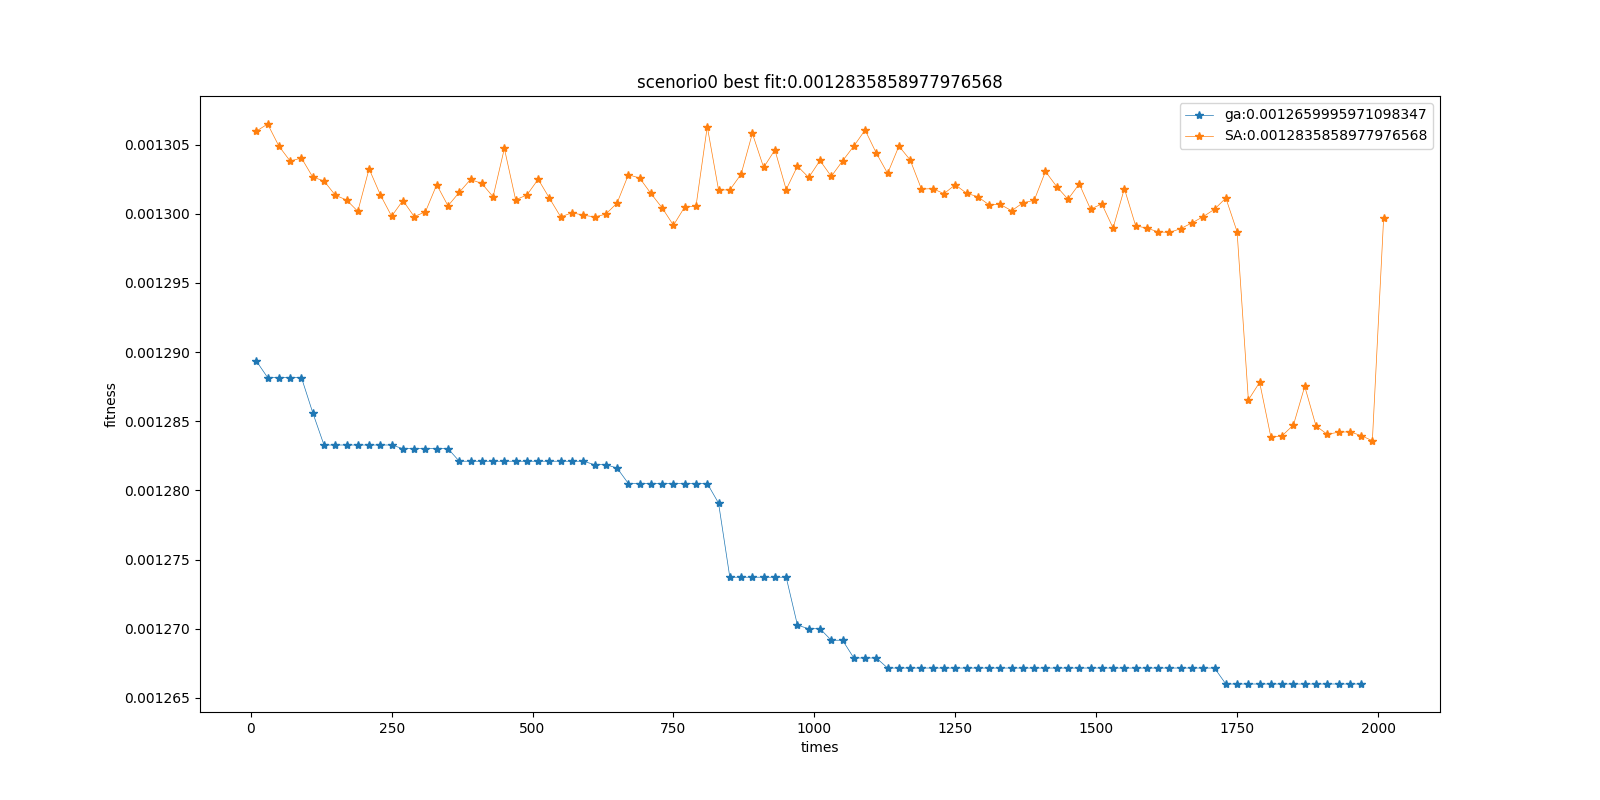 scenorio0 best fit:0.0012835858977976568
ga:0.0012659995971098347
SA:0.0012835858977976568
0.001305
0.001300
0.001295
0.001290
0.001285
0.001280
0.001275
0.001270
0.001265
fitness
0 250 500 750 1000 1250 1500 1750 2000
times